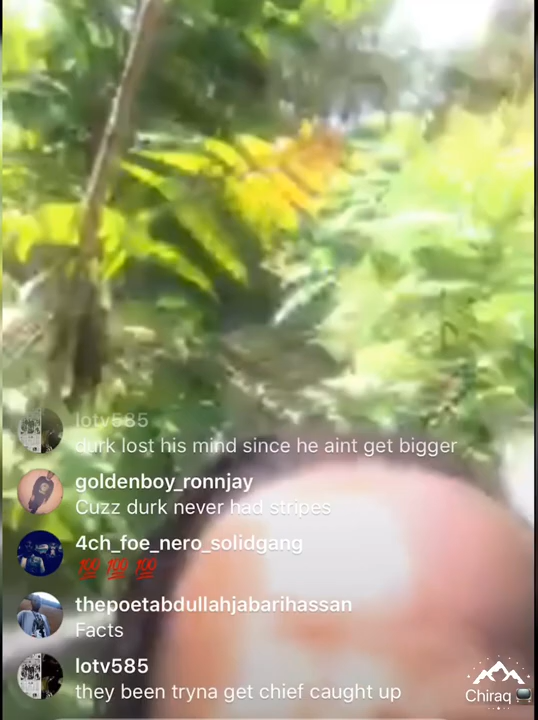 lotv585
durk lost his mind since he aint get bigger
goldenboy_ronnjay
Cuzz durk never had stripes
4ch_foe_nero_solidgang
💯 💯 💯
thepoetabdullahjabarihassan
Facts
lotv585
they been tryna get chief caught up
Chiraq